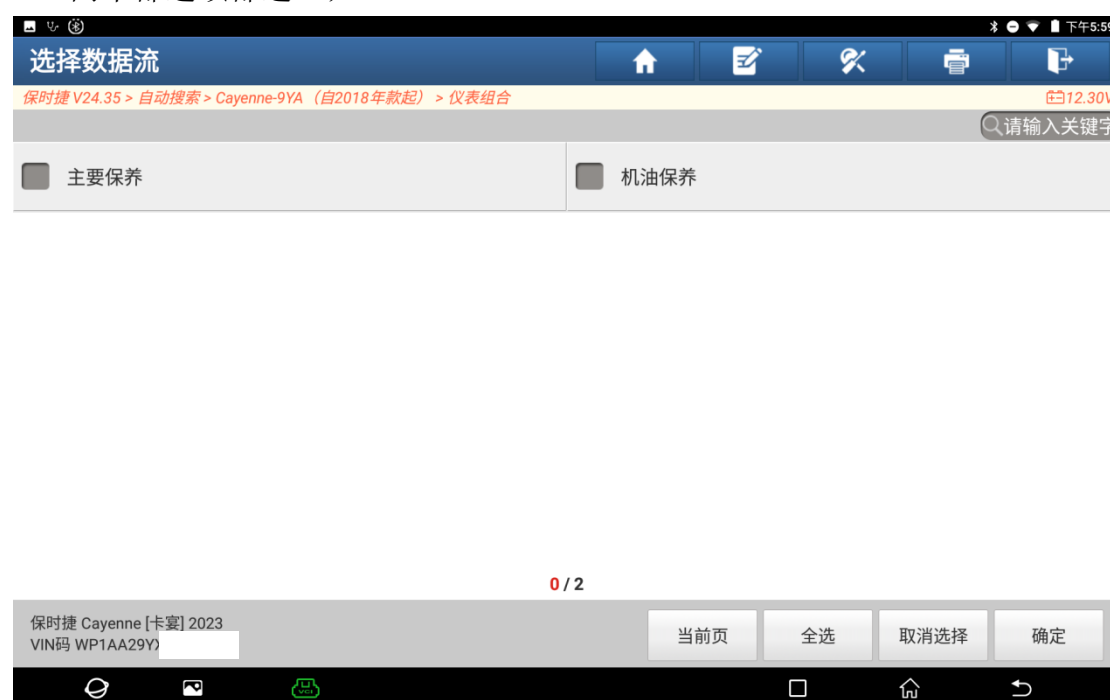 下午5:59
选择数据流
保时捷 V24.35 > 自动搜索 > Cayenne-9YA（自2018年款起）> 仪表组合
12.30V
请输入关键字
主要保养
机油保养
0 / 2
保时捷 Cayenne [卡宴] 2023
VIN码 WP1AA29Y
当前页
全选
取消选择
确定
VCI